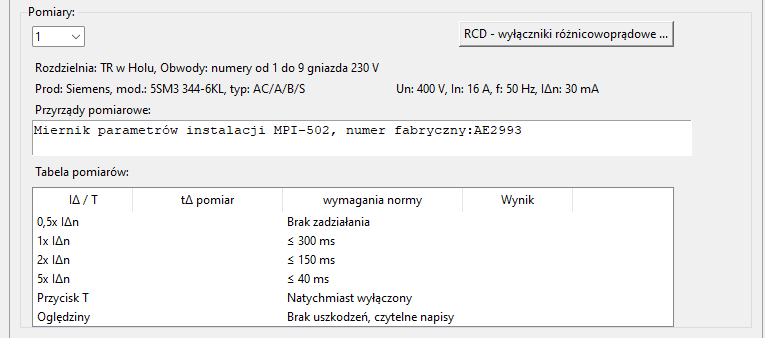 Pomiary:
1
RCD - wyłączniki różnicowoprądowe ...
Rozdzielnia: TR w Holu, Obwody: numery od 1 do 9 gniazda 230 V
Prod: Siemens, mod.: 5SM3 344-6KL, typ: AC/A/B/S Un: 400 V, In: 16 A, f: 50 Hz, IΔn: 30 mA
Przyrządy pomiarowe:
Miernik parametrów instalacji MPI-502, numer fabryczny:AE2993
Tabela pomiarów:
IΔ / T tΔ pomiar wymagania normy Wynik
0,5x IΔn Brak zadziałania
1x IΔn ≤ 300 ms
2x IΔn ≤ 150 ms
5x IΔn ≤ 40 ms
Przycisk T Natychmiast wyłączony
Oględziny Brak uszkodzeń, czytelne napisy